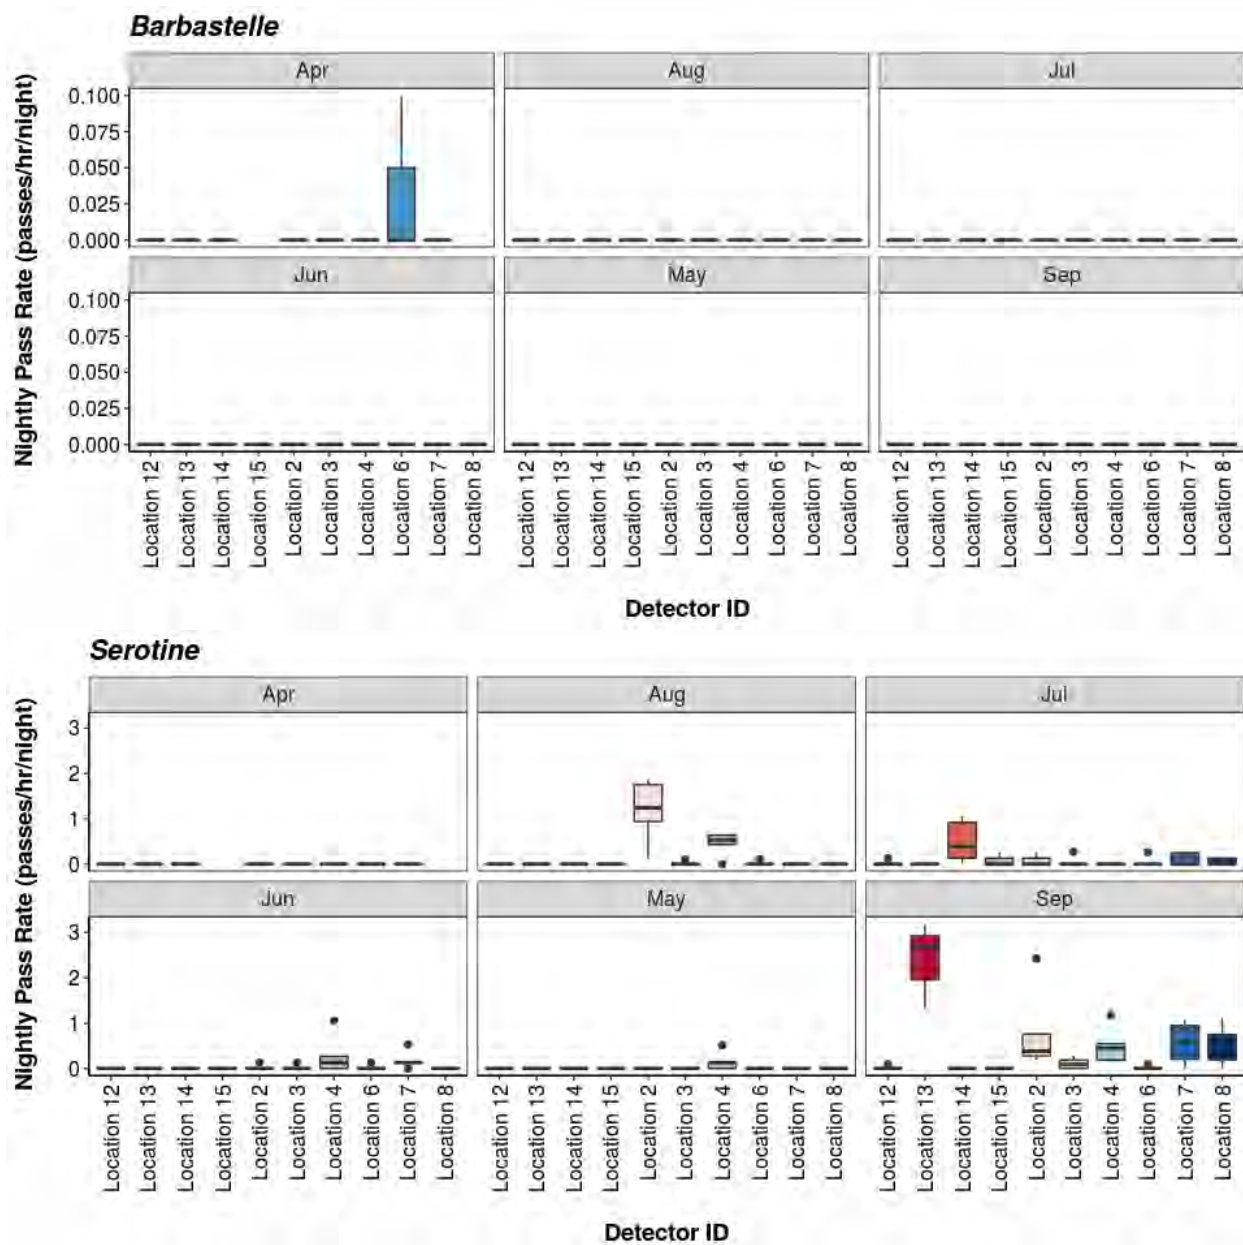 Barbastelle
Nightly Pass Rate (passes/hr/night)
Apr Aug Jul
0.100
0.075
0.050
0.025
0.000
Jun May Sep
0.100
0.075
0.050
0.025
0.000
Location 12 Location 13 Location 14 Location 15 Location 2 Location 3 Location 4 Location 6 Location 7 Location 8 Location 12 Location 13 Location 14 Location 15 Location 2 Location 3 Location 4 Location 6 Location 7 Location 8 Location 12 Location 13 Location 14 Location 15 Location 2 Location 3 Location 4 Location 6 Location 7 Location 8
Detector ID
Serotine
Nightly Pass Rate (passes/hr/night)
Apr Aug Jul
3
2
1
0
Jun May Sep
3
2
1
0
Location 12 Location 13 Location 14 Location 15 Location 2 Location 3 Location 4 Location 6 Location 7 Location 8 Location 12 Location 13 Location 14 Location 15 Location 2 Location 3 Location 4 Location 6 Location 7 Location 8 Location 12 Location 13 Location 14 Location 15 Location 2 Location 3 Location 4 Location 6 Location 7 Location 8
Detector ID